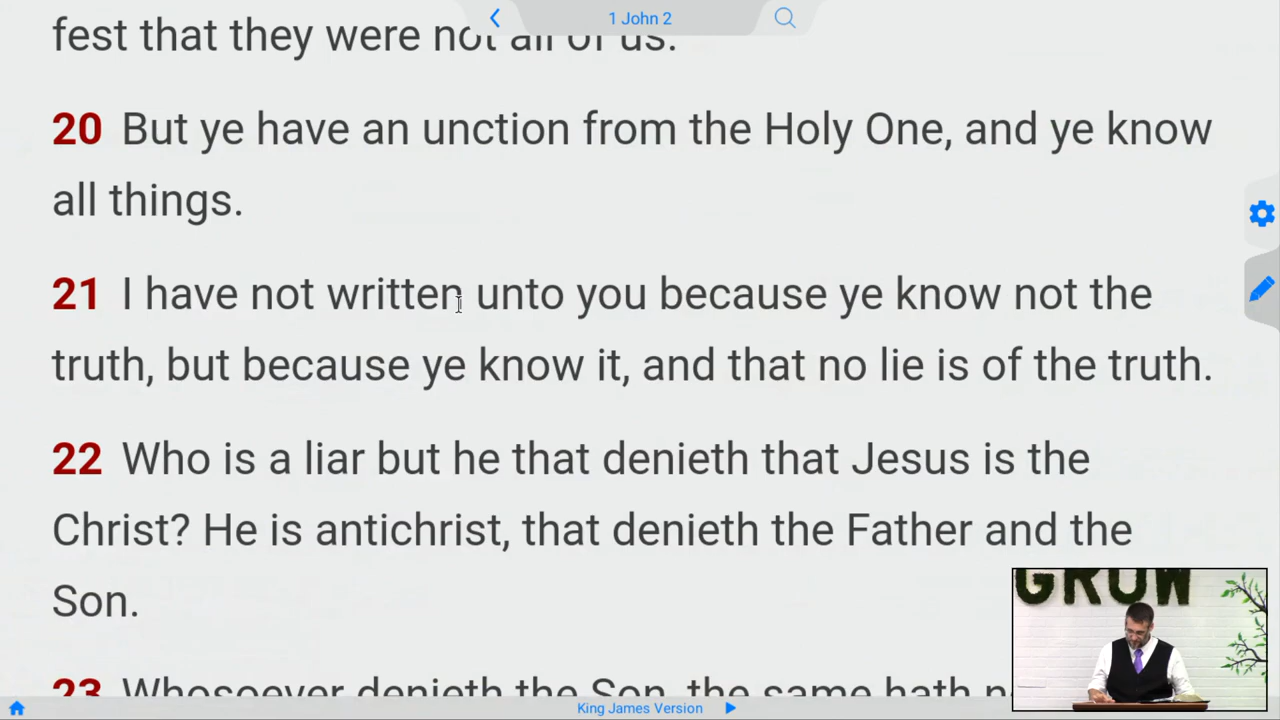 1 John 2
fest that they were not all of us.
20 But ye have an unction from the Holy One, and ye know
all things.
21 I have not written unto you because ye know not the
truth, but because ye know it, and that no lie is of the truth.
22 Who is a liar but he that denieth that Jesus is the
Christ? He is antichrist, that denieth the Father and the
Son.
GROW
23 Whosoever denieth the Son, the same hath
King James Version